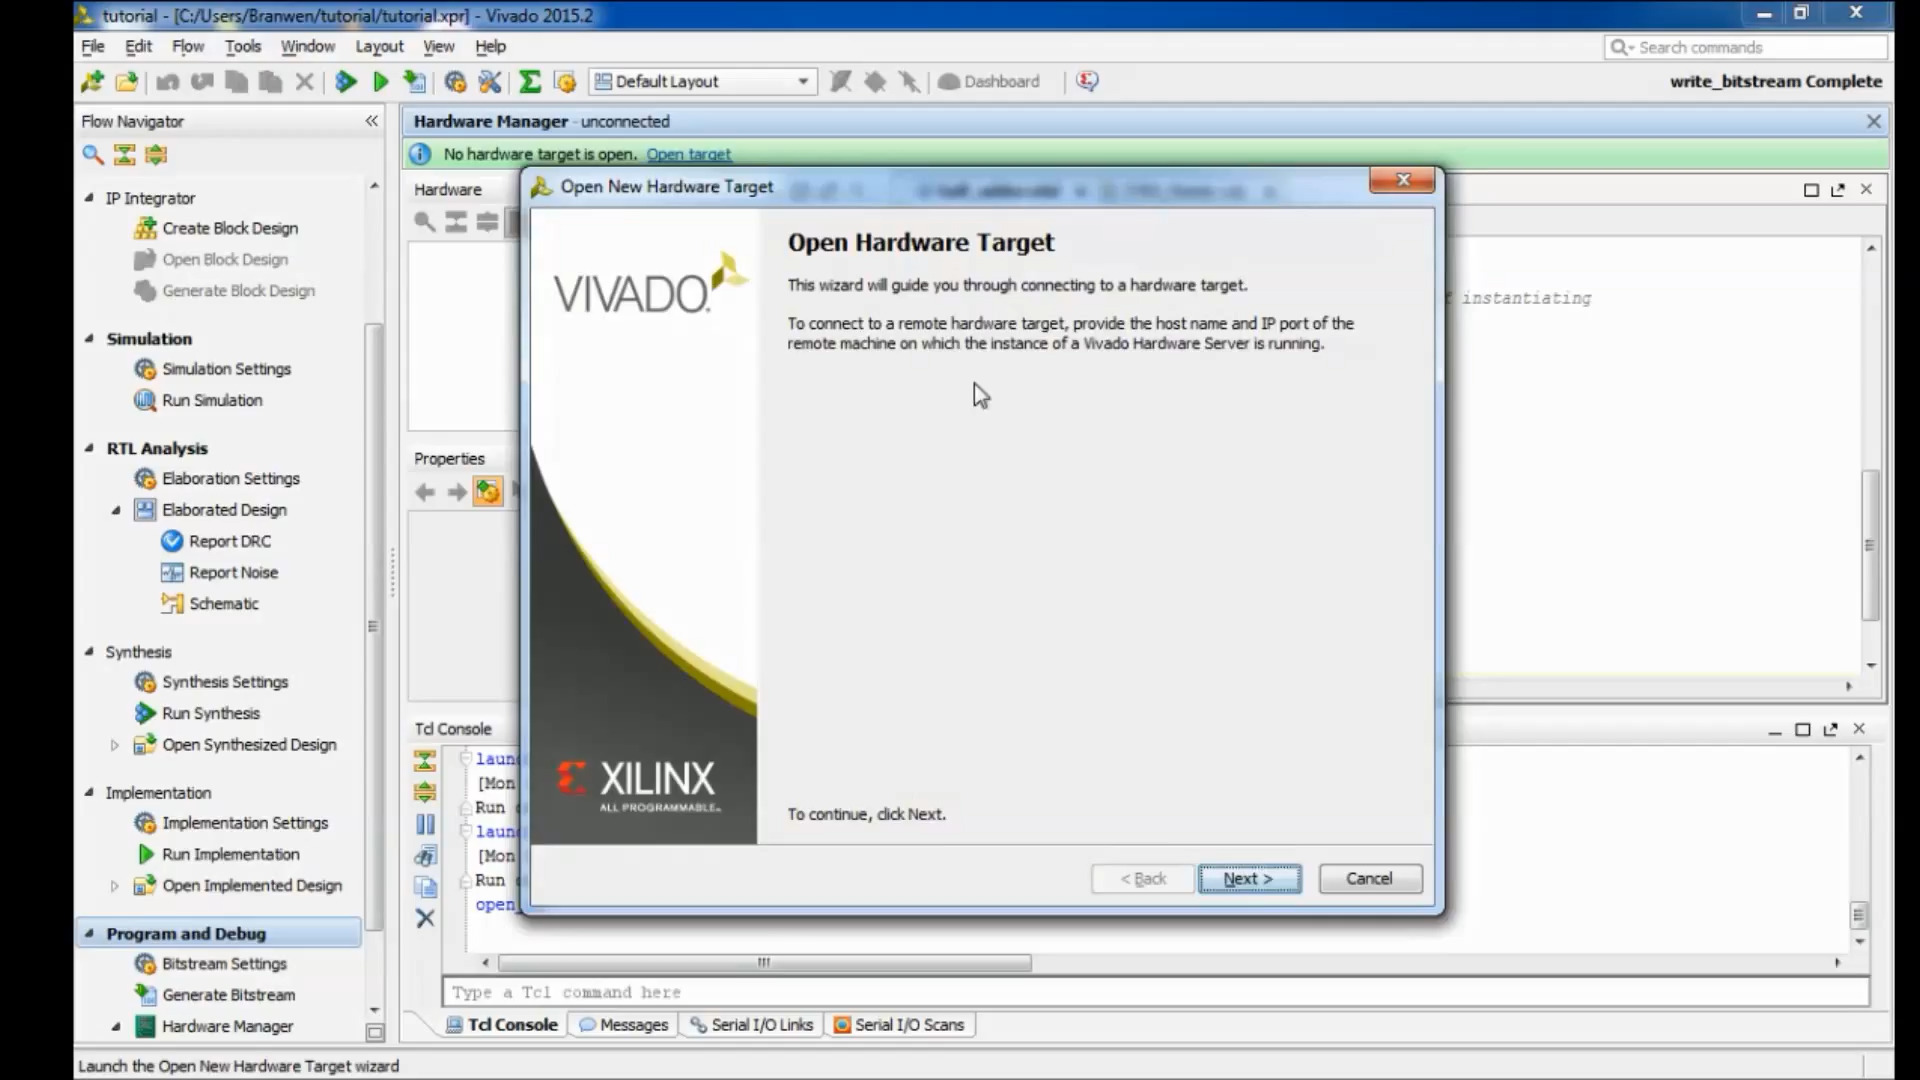 tutorial - [C:/Users/Branwen/tutorial/tutorial.xpr] - Vivado 2015.2
File Edit Flow Tools Window Layout View Help
Search commands
Default Layout
Dashboard
write_bitstream Complete
Flow Navigator
Hardware Manager - unconnected
No hardware target is open. Open target
IP Integrator
Create Block Design
Open Block Design
Generate Block Design
Simulation
Simulation Settings
Run Simulation
RTL Analysis
Elaboration Settings
Elaborated Design
Report DRC
Report Noise
Schematic
Synthesis
Synthesis Settings
Run Synthesis
Open Synthesized Design
Implementation
Implementation Settings
Run Implementation
Open Implemented Design
Program and Debug
Bitstream Settings
Generate Bitstream
Hardware Manager
Hardware
Properties
instantiating
Open New Hardware Target
VIVADO
XILINX
ALL PROGRAMMABLE
Open Hardware Target
This wizard will guide you through connecting to a hardware target.
To connect to a remote hardware target, provide the host name and IP port of the
remote machine on which the instance of a Vivado Hardware Server is running.
To continue, click Next.
< Back
Next >
Cancel
Tcl Console
laun
[Mon
Run
laun
[Mon
Run
open
Type a Tcl command here
Tcl Console Messages Serial I/O Links Serial I/O Scans
Launch the Open New Hardware Target wizard